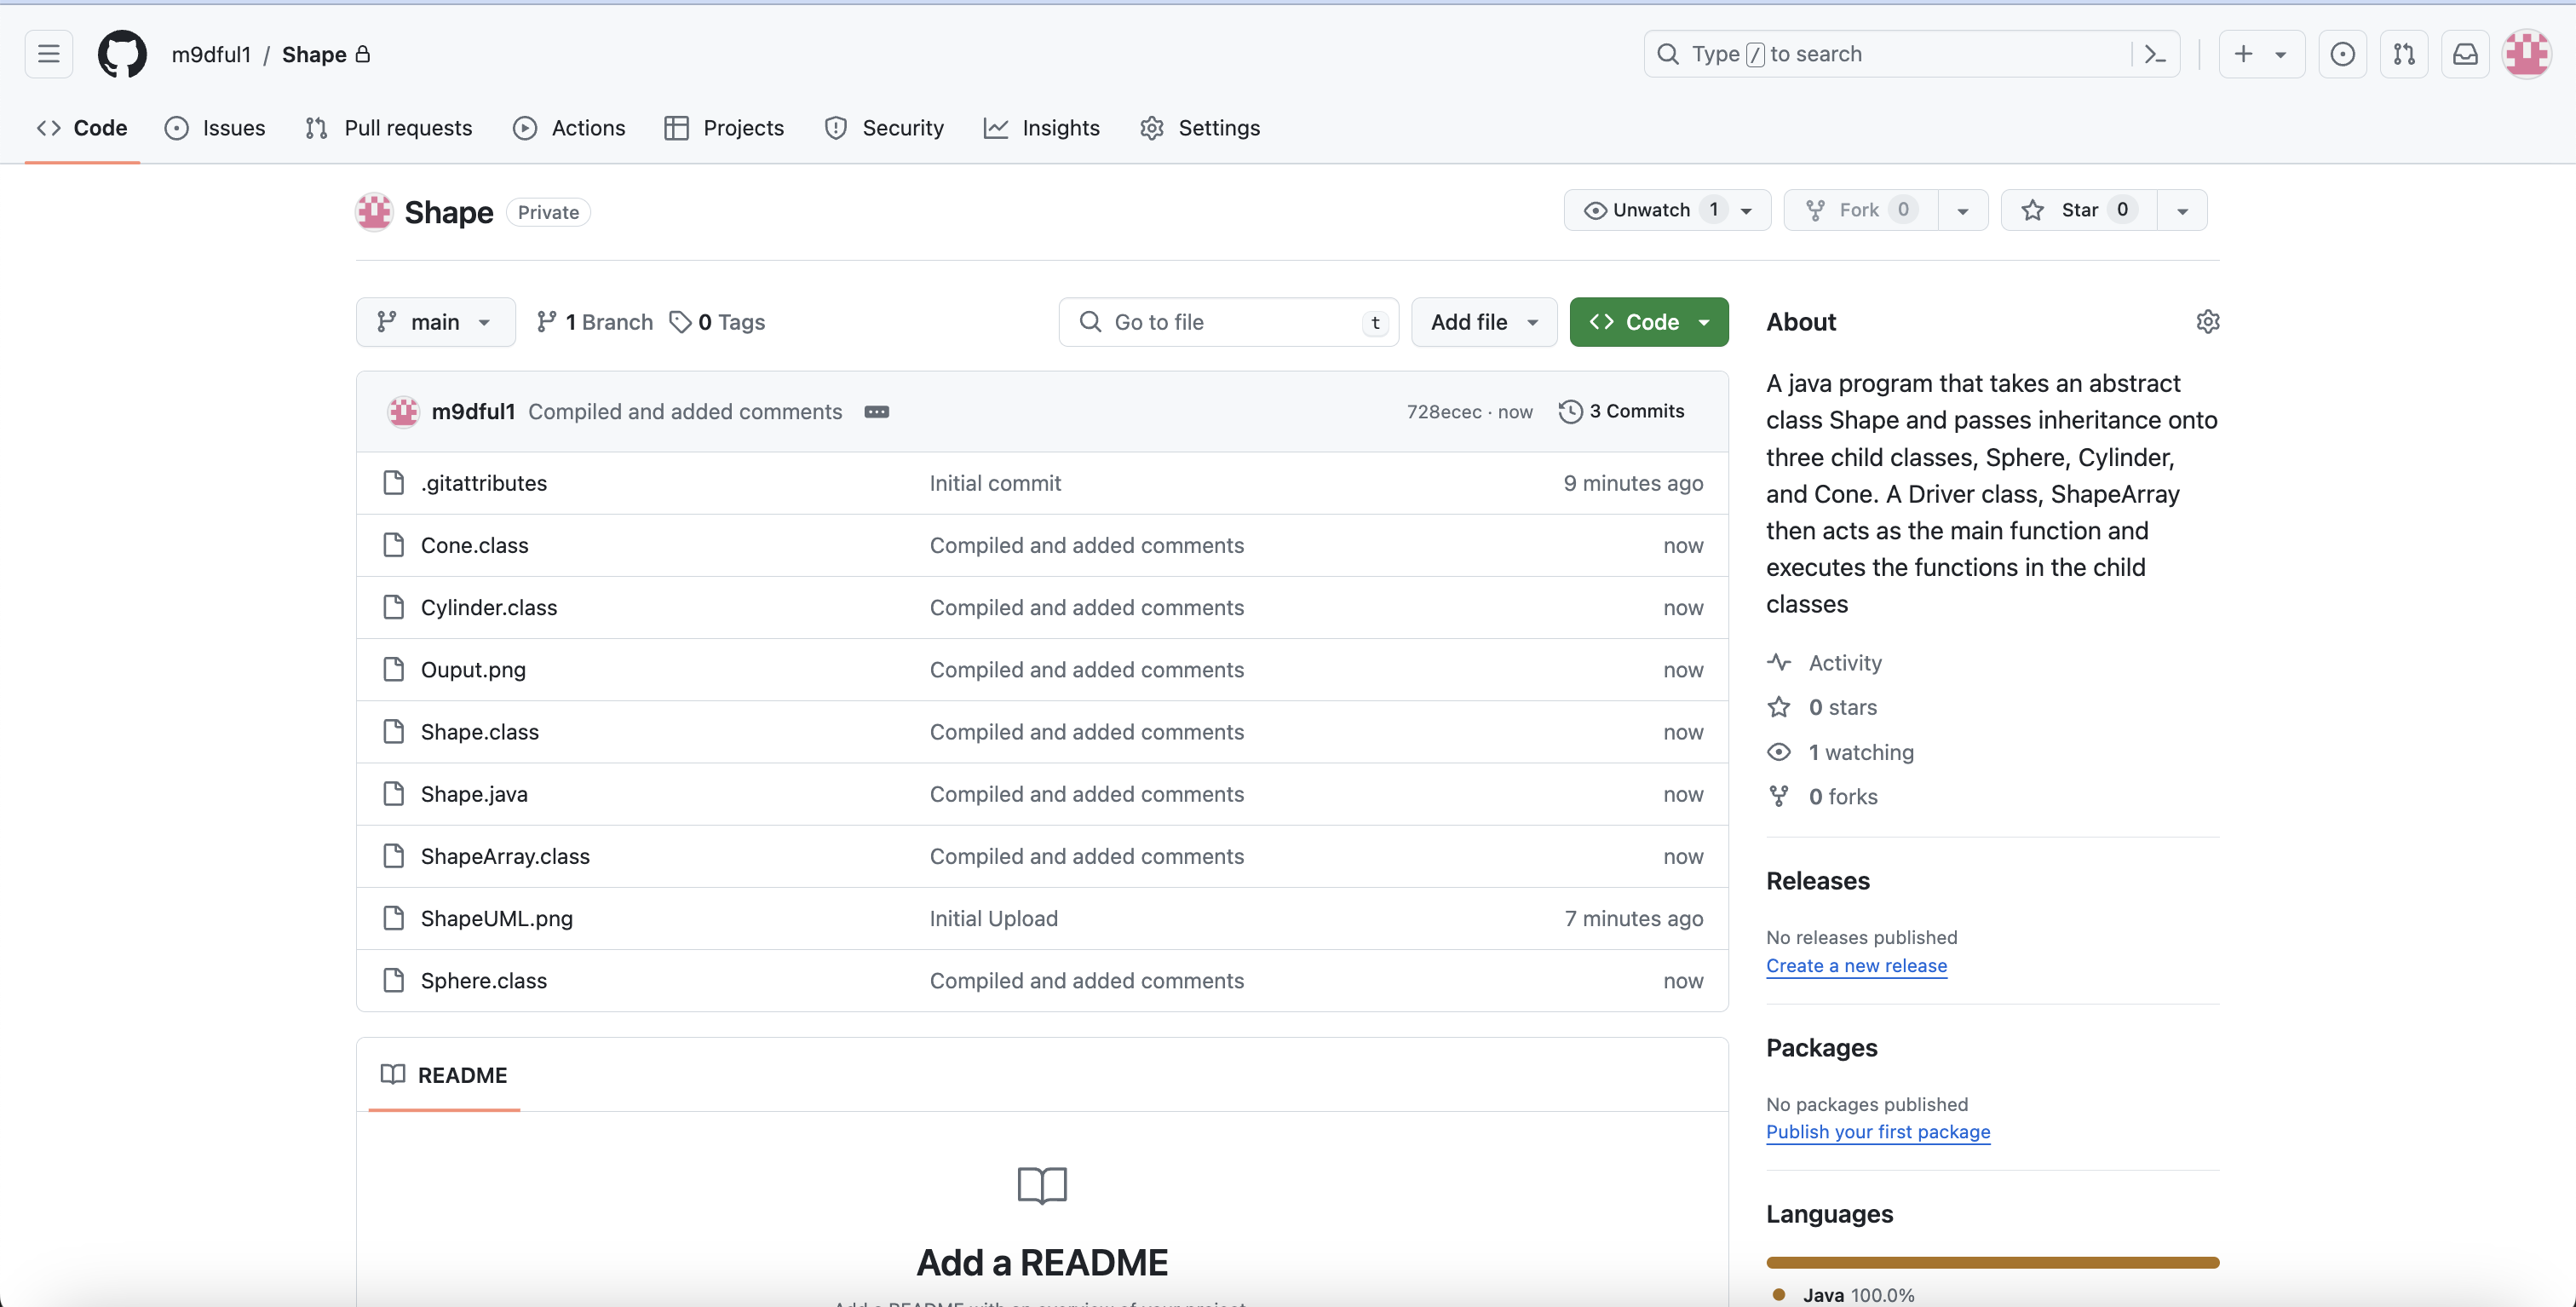 m9dful1 / Shape
Type / to search
Code Issues Pull requests Actions Projects Security Insights Settings
Shape Private
Unwatch 1 Fork 0 Star 0
main 1 Branch 0 Tags
Go to file t Add file Code
m9dful1 Compiled and added comments 728ecec · now 3 Commits
.gitattributes Initial commit 9 minutes ago
Cone.class Compiled and added comments now
Cylinder.class Compiled and added comments now
Ouput.png Compiled and added comments now
Shape.class Compiled and added comments now
Shape.java Compiled and added comments now
ShapeArray.class Compiled and added comments now
ShapeUML.png Initial Upload 7 minutes ago
Sphere.class Compiled and added comments now
README
Add a README
Add a README with an overview of your project
About
A java program that takes an abstract
class Shape and passes inheritance onto
three child classes, Sphere, Cylinder,
and Cone. A Driver class, ShapeArray
then acts as the main function and
executes the functions in the child
classes
Activity
0 stars
1 watching
0 forks
Releases
No releases published
Create a new release
Packages
No packages published
Publish your first package
Languages
Java 100.0%